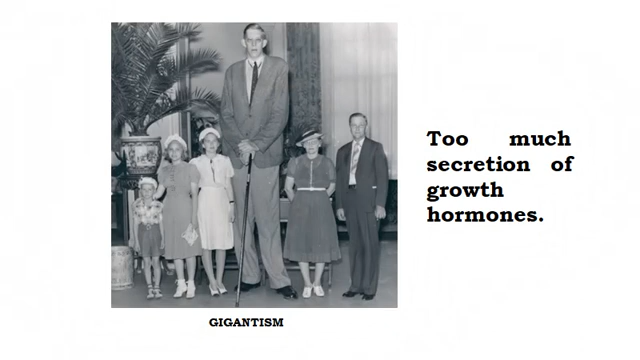 Too much
secretion of
growth
hormones.
GIGANTISM